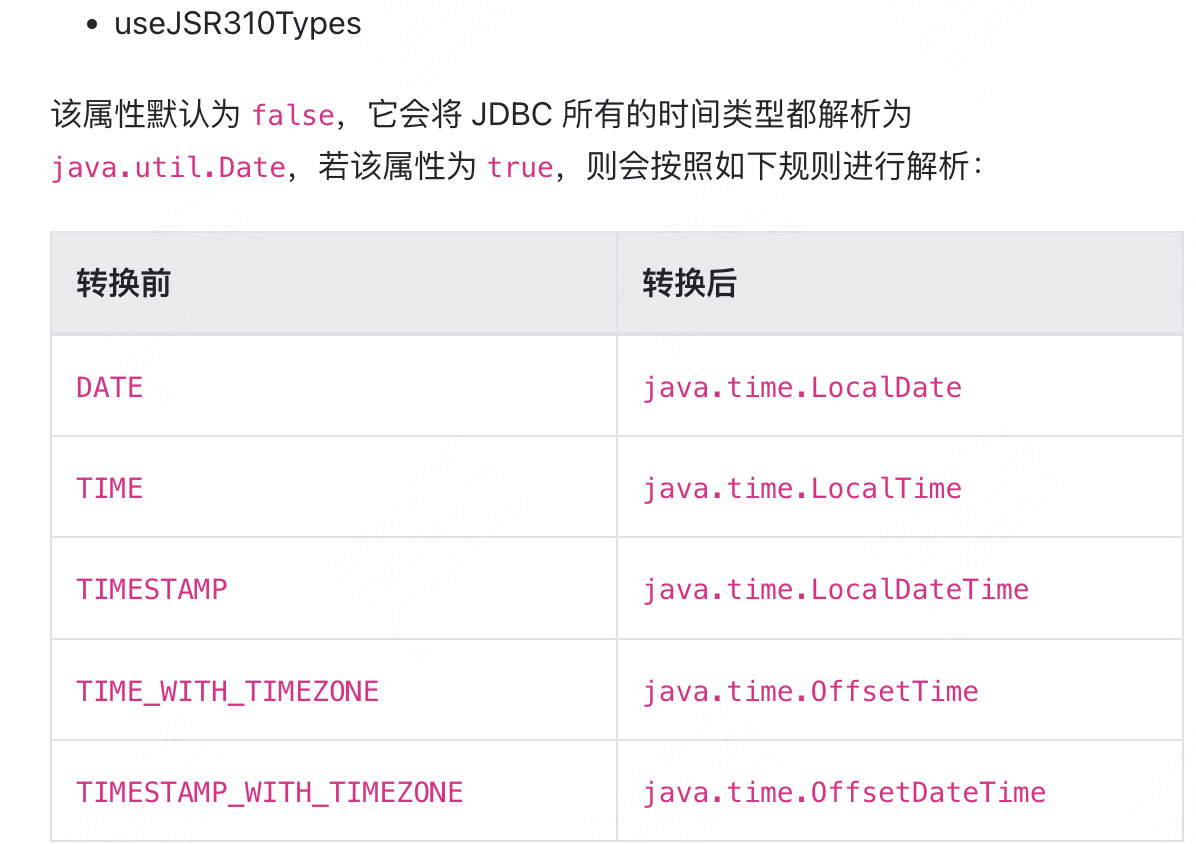 • useJSR310Types
该属性默认为 false，它会将 JDBC 所有的时间类型都解析为
java.util.Date，若该属性为 true，则会按照如下规则进行解析：
转换前 转换后
DATE java.time.LocalDate
TIME java.time.LocalTime
TIMESTAMP java.time.LocalDateTime
TIME_WITH_TIMEZONE java.time.OffsetTime
TIMESTAMP_WITH_TIMEZONE java.time.OffsetDateTime